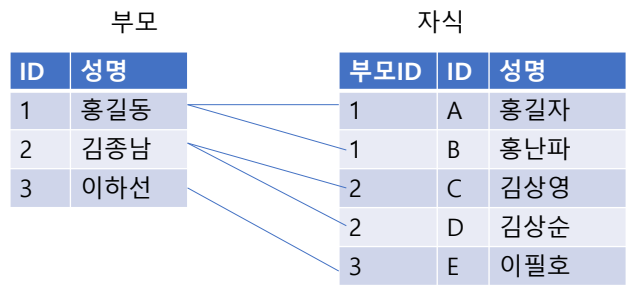 부모
자식
ID 성명
1 홍길동
2 김종남
3 이하선
부모ID ID 성명
1 A 홍길자
1 B 홍난파
2 C 김상영
2 D 김상순
3 E 이필호